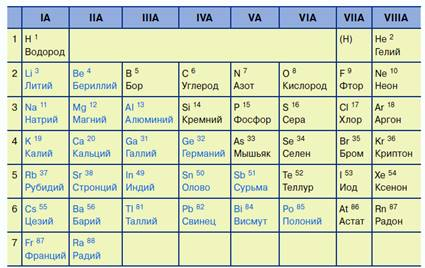 IA IIA IIIA IVA VA VIA VIIA VIIIA
1 H 1 (H) He 2
Водород Гелий
2 Li 3 Be 4 B 5 C 6 N 7 O 8 F 9 Ne 10
Литий Бериллий Бор Углерод Азот Кислород Фтор Неон
3 Na 11 Mg 12 Al 13 Si 14 P 15 S 16 Cl 17 Ar 18
Натрий Магний Алюминий Кремний Фосфор Сера Хлор Аргон
4 K 19 Ca 20 Ga 31 Ge 32 As 33 Se 34 Br 35 Kr 36
Калий Кальций Галлий Германий Мышьяк Селен Бром Криптон
5 Rb 37 Sr 38 In 49 Sn 50 Sb 51 Te 52 I 53 Xe 54
Рубидий Стронций Индий Олово Сурьма Теллур Иод Ксенон
6 Cs 55 Ba 56 Tl 81 Pb 82 Bi 84 Po 85 At 86 Rn 87
Цезий Барий Таллий Свинец Висмут Полоний Астат Радон
7 Fr 87 Ra 88
Франций Радий